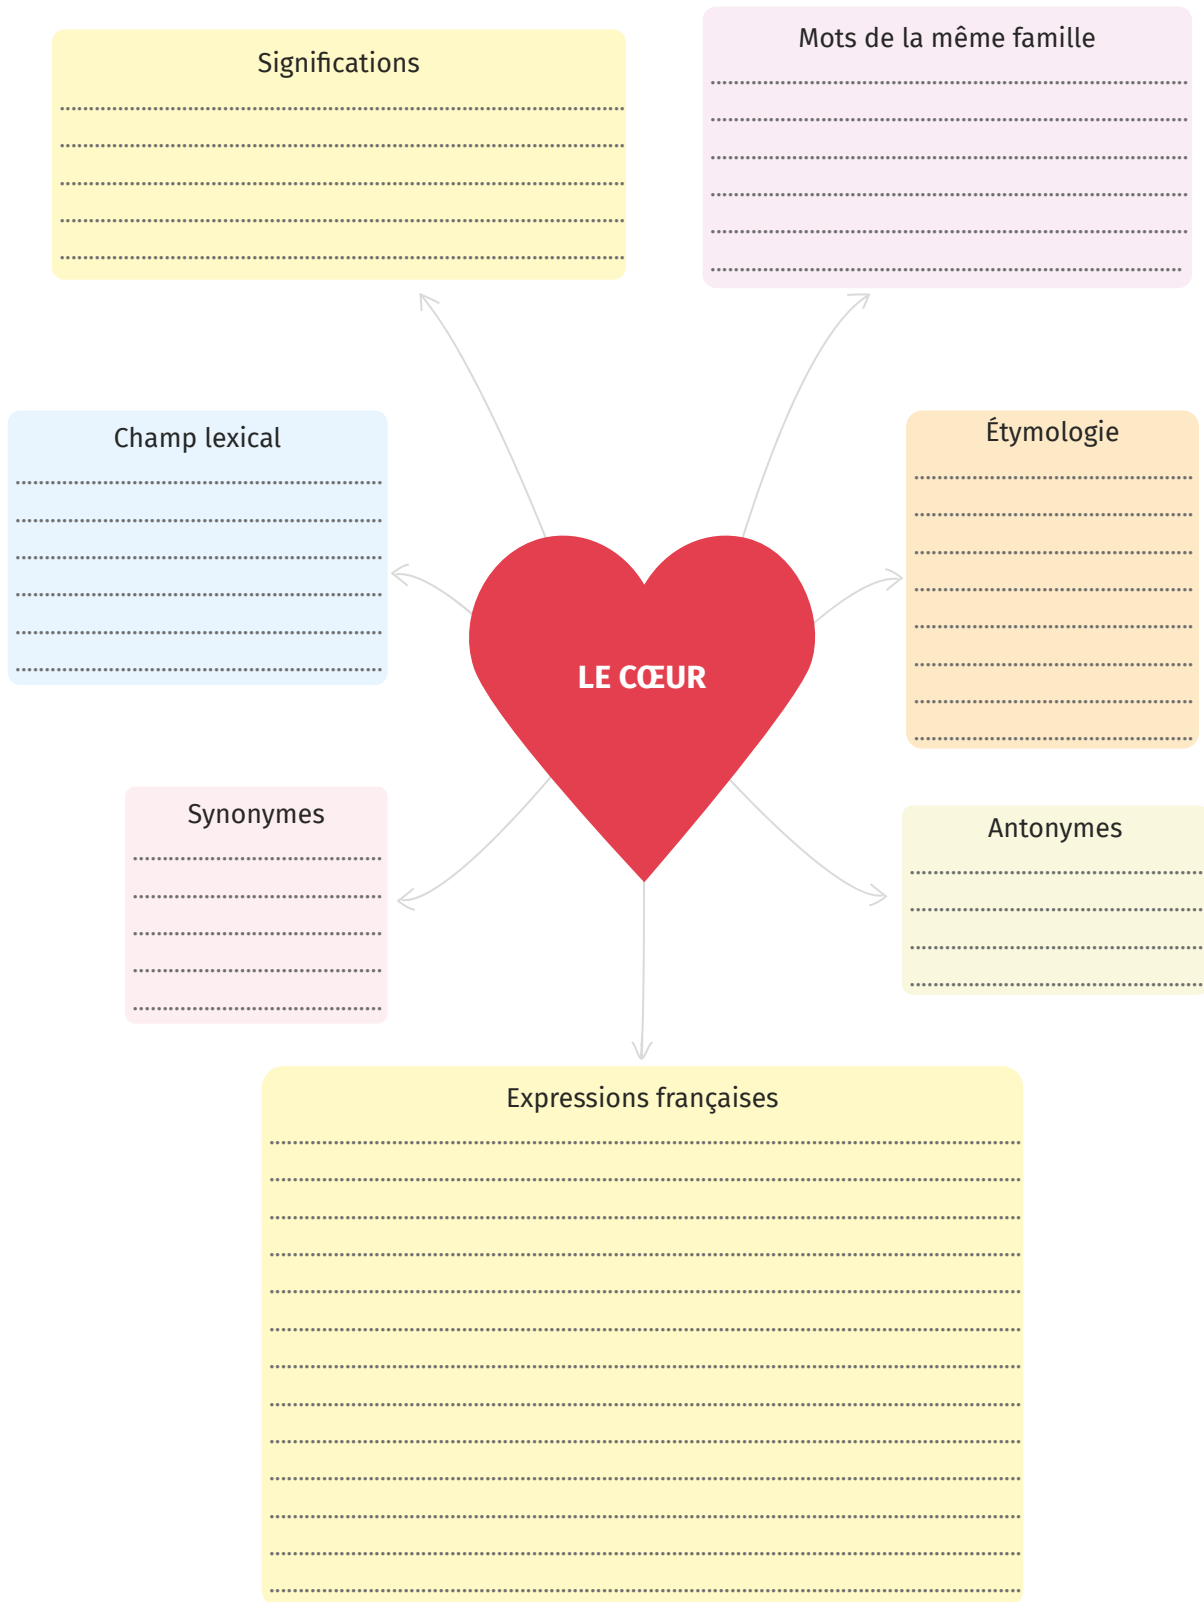 Significations
Mots de la même famille
Champ lexical
Étymologie
LE CŒUR
Synonymes
Antonymes
Expressions françaises